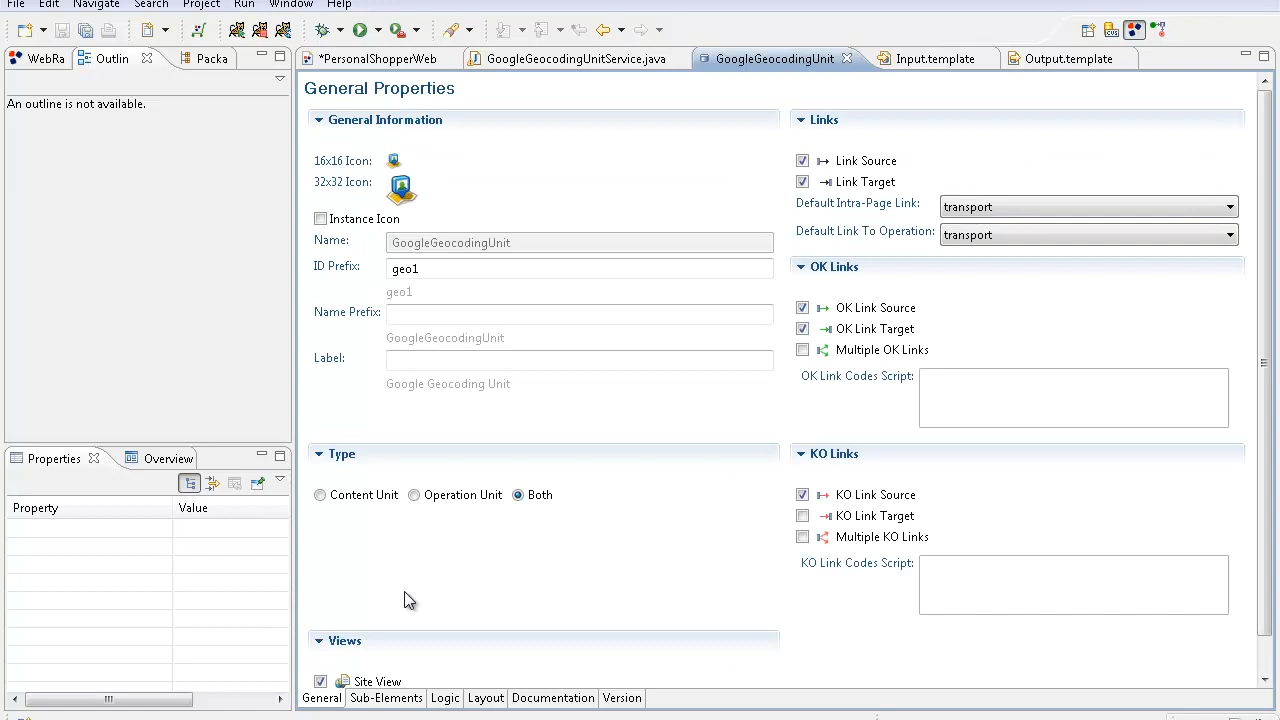 File Edit Navigate Search Project Run Window Help
WebRa Outlin Packa
An outline is not available.
Properties Overview
Property Value
*PersonalShopperWeb GoogleGeocodingUnitService.java GoogleGeocodingUnit Input.template Output.template
General Properties
General Information
16x16 Icon:
32x32 Icon:
Instance Icon
Name: GoogleGeocodingUnit
ID Prefix: geo1
geo1
Name Prefix:
GoogleGeocodingUnit
Label:
Google Geocoding Unit
Type
Content Unit Operation Unit Both
Views
Site View
Links
Link Source
Link Target
Default Intra-Page Link: transport
Default Link To Operation: transport
OK Links
OK Link Source
OK Link Target
Multiple OK Links
OK Link Codes Script:
KO Links
KO Link Source
KO Link Target
Multiple KO Links
KO Link Codes Script:
General Sub-Elements Logic Layout Documentation Version